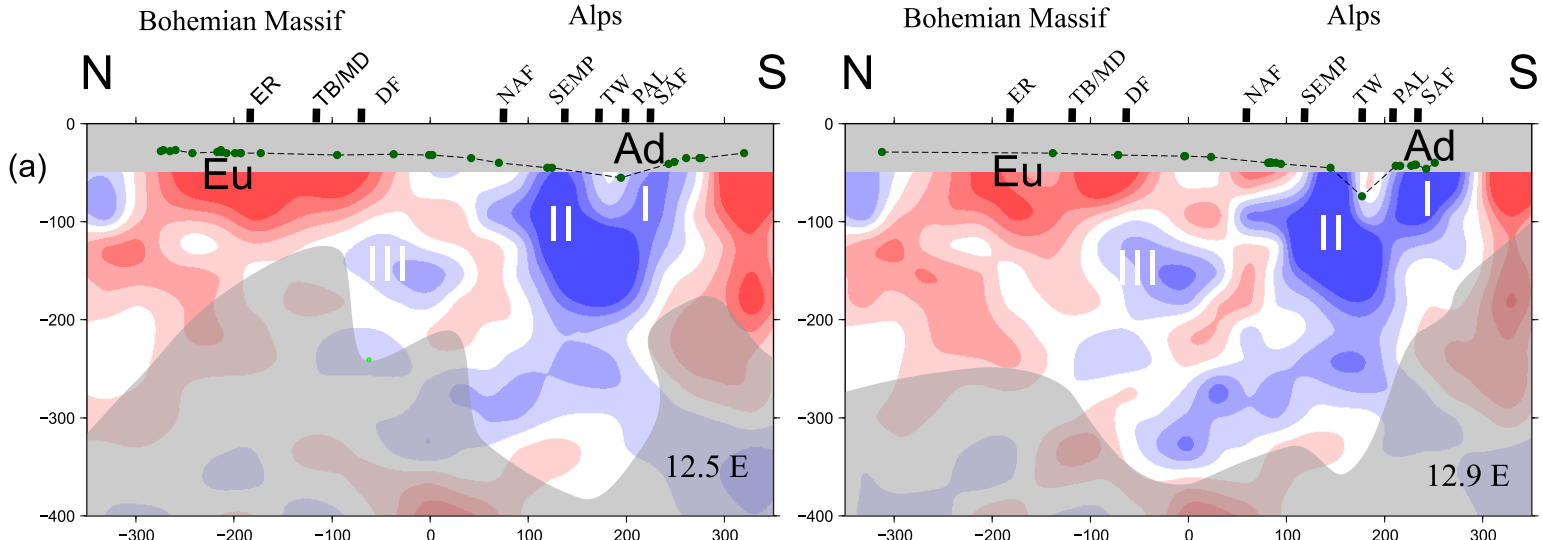 Bohemian Massif Alps Bohemian Massif Alps
N S N S
ER TB/MD DF NAF SEMP TW PAL SAF ER TB/MD DF NAF SEMP TW PAL SAF
0 0
(a) Eu Ad Eu Ad
I I
−100 −100
II II
III III
−200 −200
−300 −300
12.5 E 12.9 E
−400 −400
−300 −200 −100 0 100 200 300 −300 −200 −100 0 100 200 300